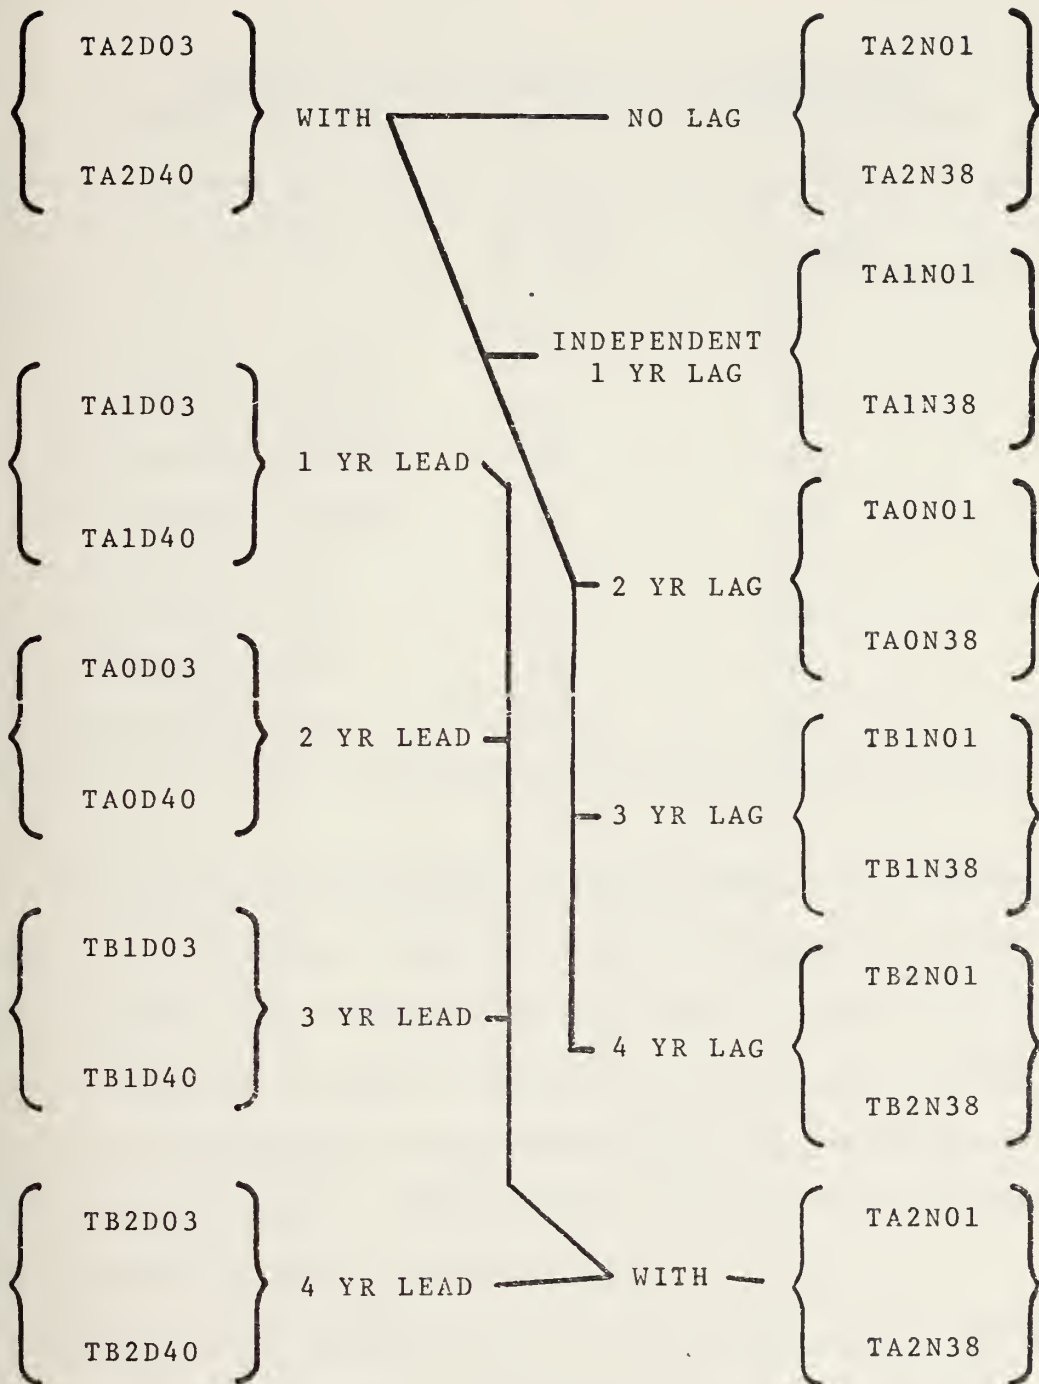 TA2D03
TA2D40
WITH
NO LAG
TA2N01
TA2N38
INDEPENDENT
1 YR LAG
TA1N01
TA1N38
TA1D03
TA1D40
1 YR LEAD
2 YR LAG
TA0N01
TA0N38
TA0D03
TA0D40
2 YR LEAD
3 YR LAG
TB1N01
TB1N38
TB1D03
TB1D40
3 YR LEAD
4 YR LAG
TB2N01
TB2N38
TB2D03
TB2D40
4 YR LEAD
WITH
TA2N01
TA2N38